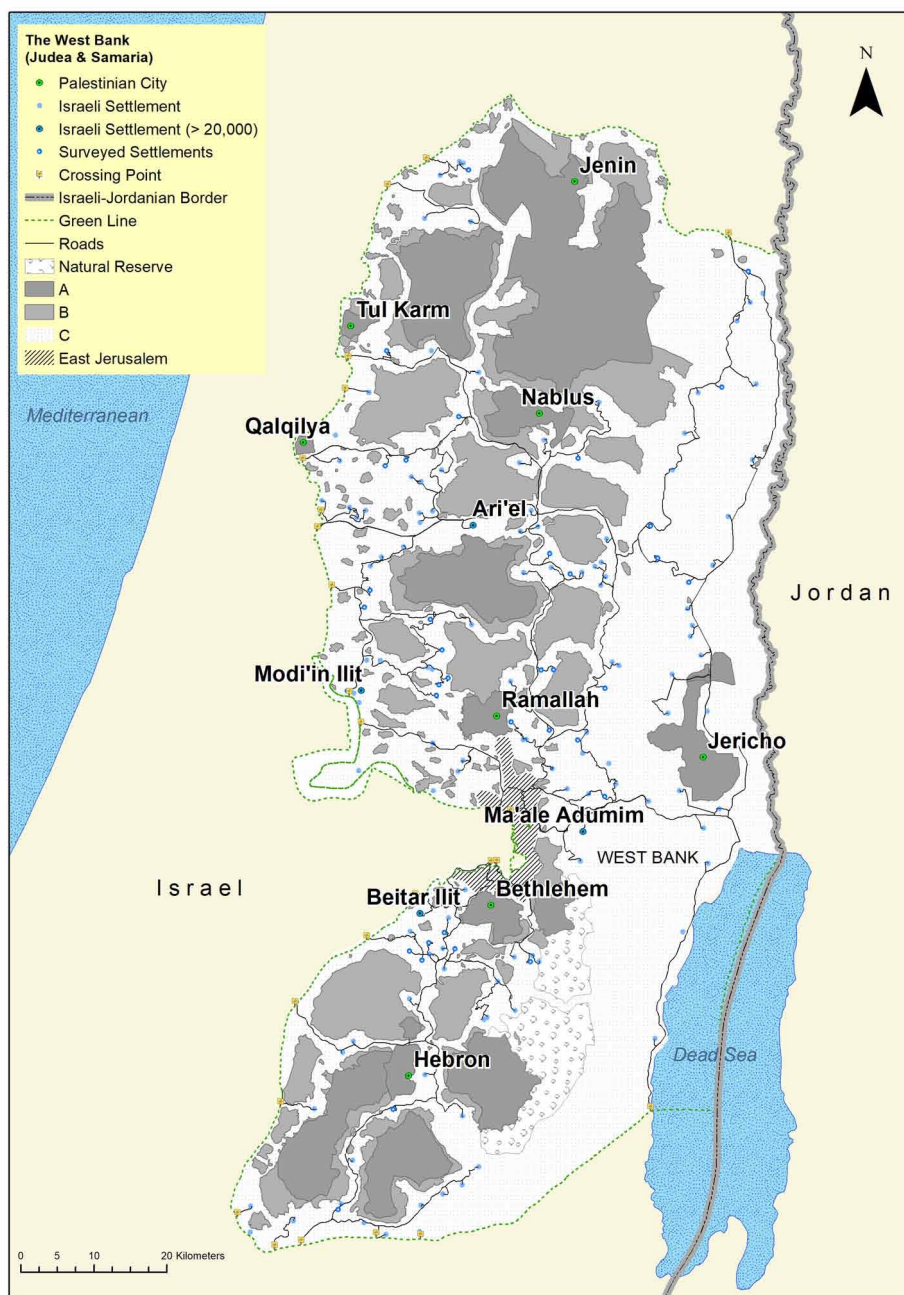 The West Bank
(Judea & Samaria)
Palestinian City
Israeli Settlement
Israeli Settlement (> 20,000)
Surveyed Settlements
Crossing Point
Israeli-Jordanian Border
Green Line
Roads
Natural Reserve
A
B
C
East Jerusalem
N
Jenin
Tul Karm
Mediterranean
Nablus
Qalqilya
Ari'el
Jordan
Modi'in Ilit
Ramallah
Jericho
Ma'ale Adumim
WEST BANK
Israel
Beitar Ilit
Bethlehem
Dead Sea
Hebron
0 5 10 20 Kilometers